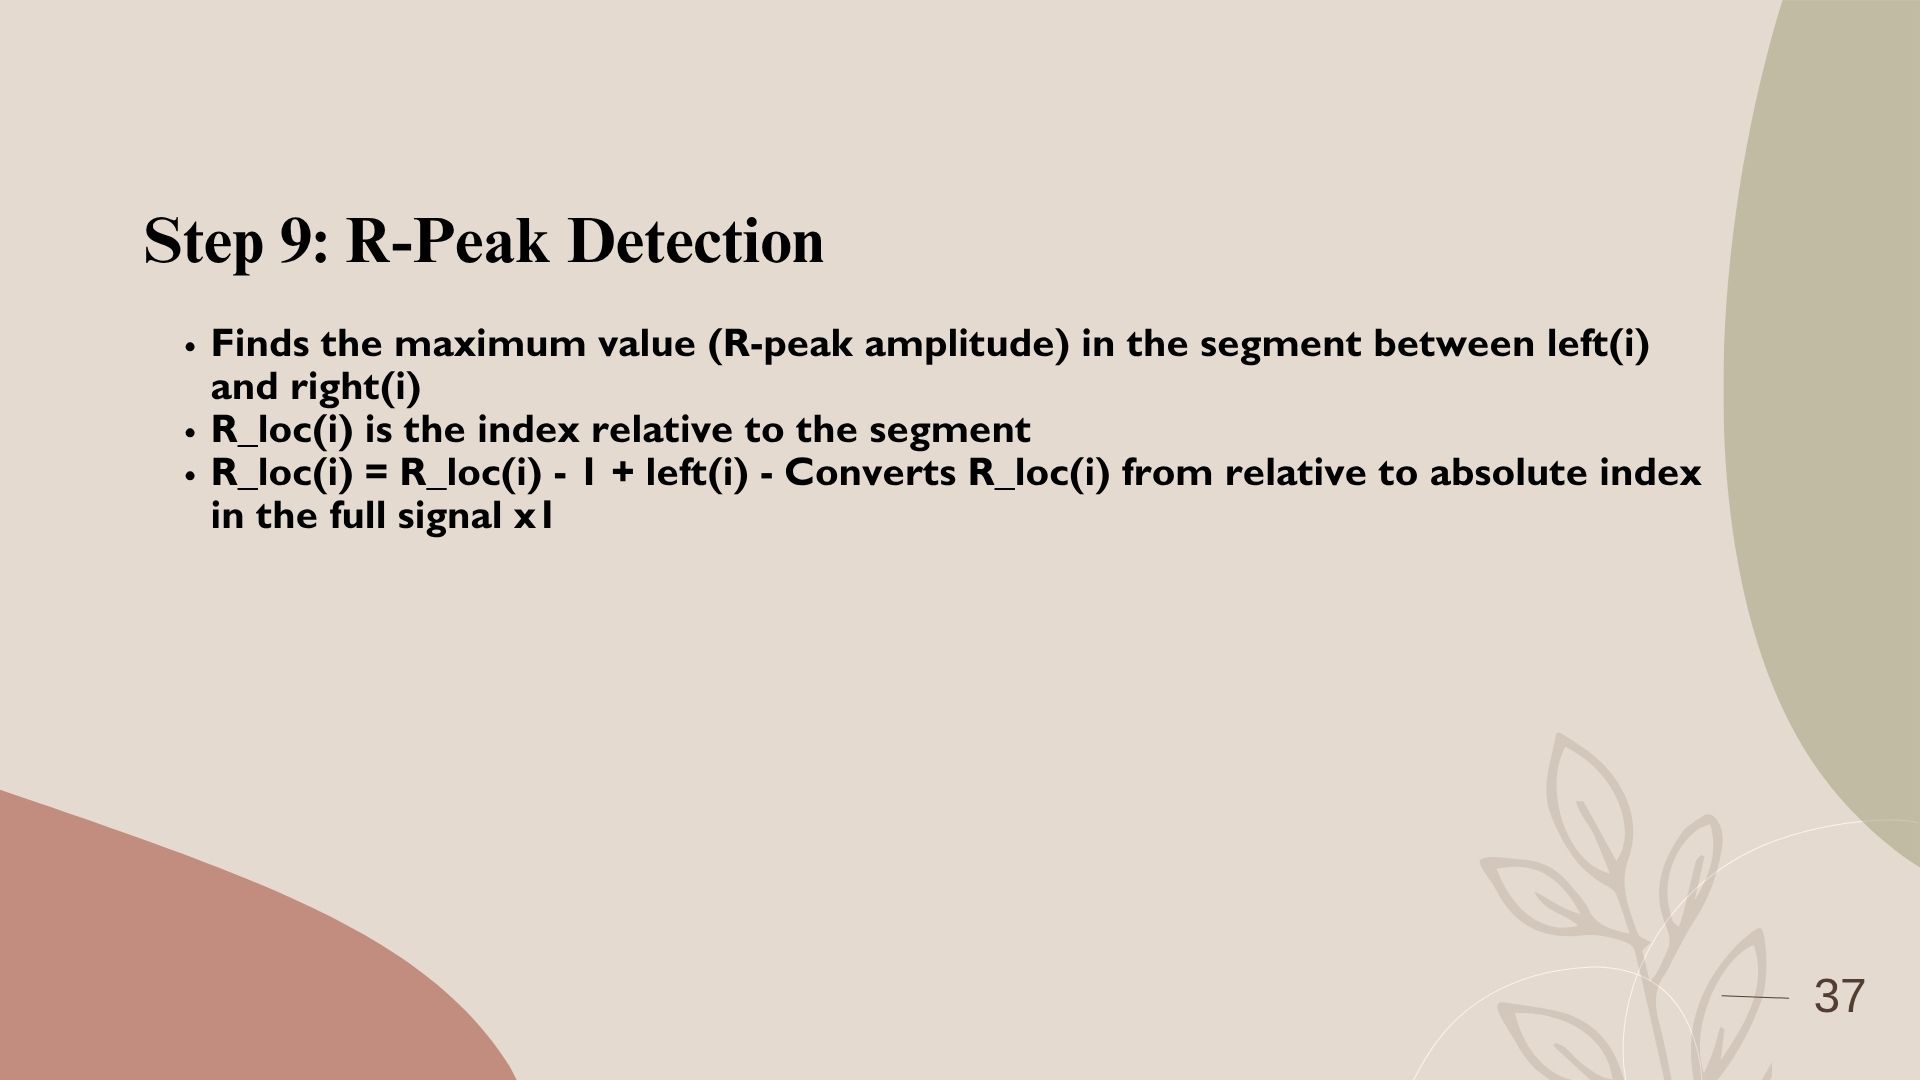 Step 9: R-Peak Detection
• Finds the maximum value (R-peak amplitude) in the segment between left(i)
and right(i)
• R_loc(i) is the index relative to the segment
• R_loc(i) = R_loc(i) - 1 + left(i) - Converts R_loc(i) from relative to absolute index
in the full signal x1
37